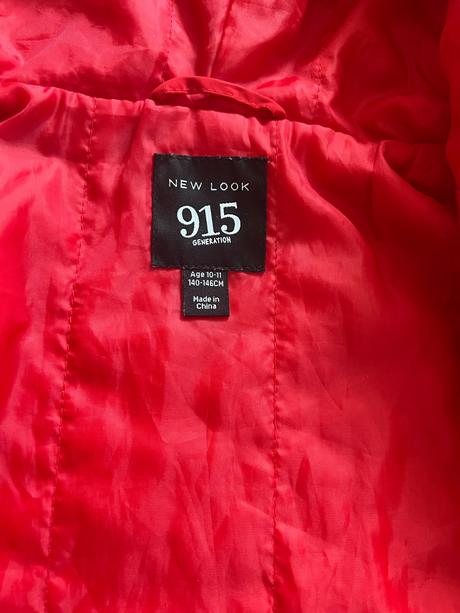 NEW LOOK
915
GENERATION
Age 10-11
140-146CM
Made in
China